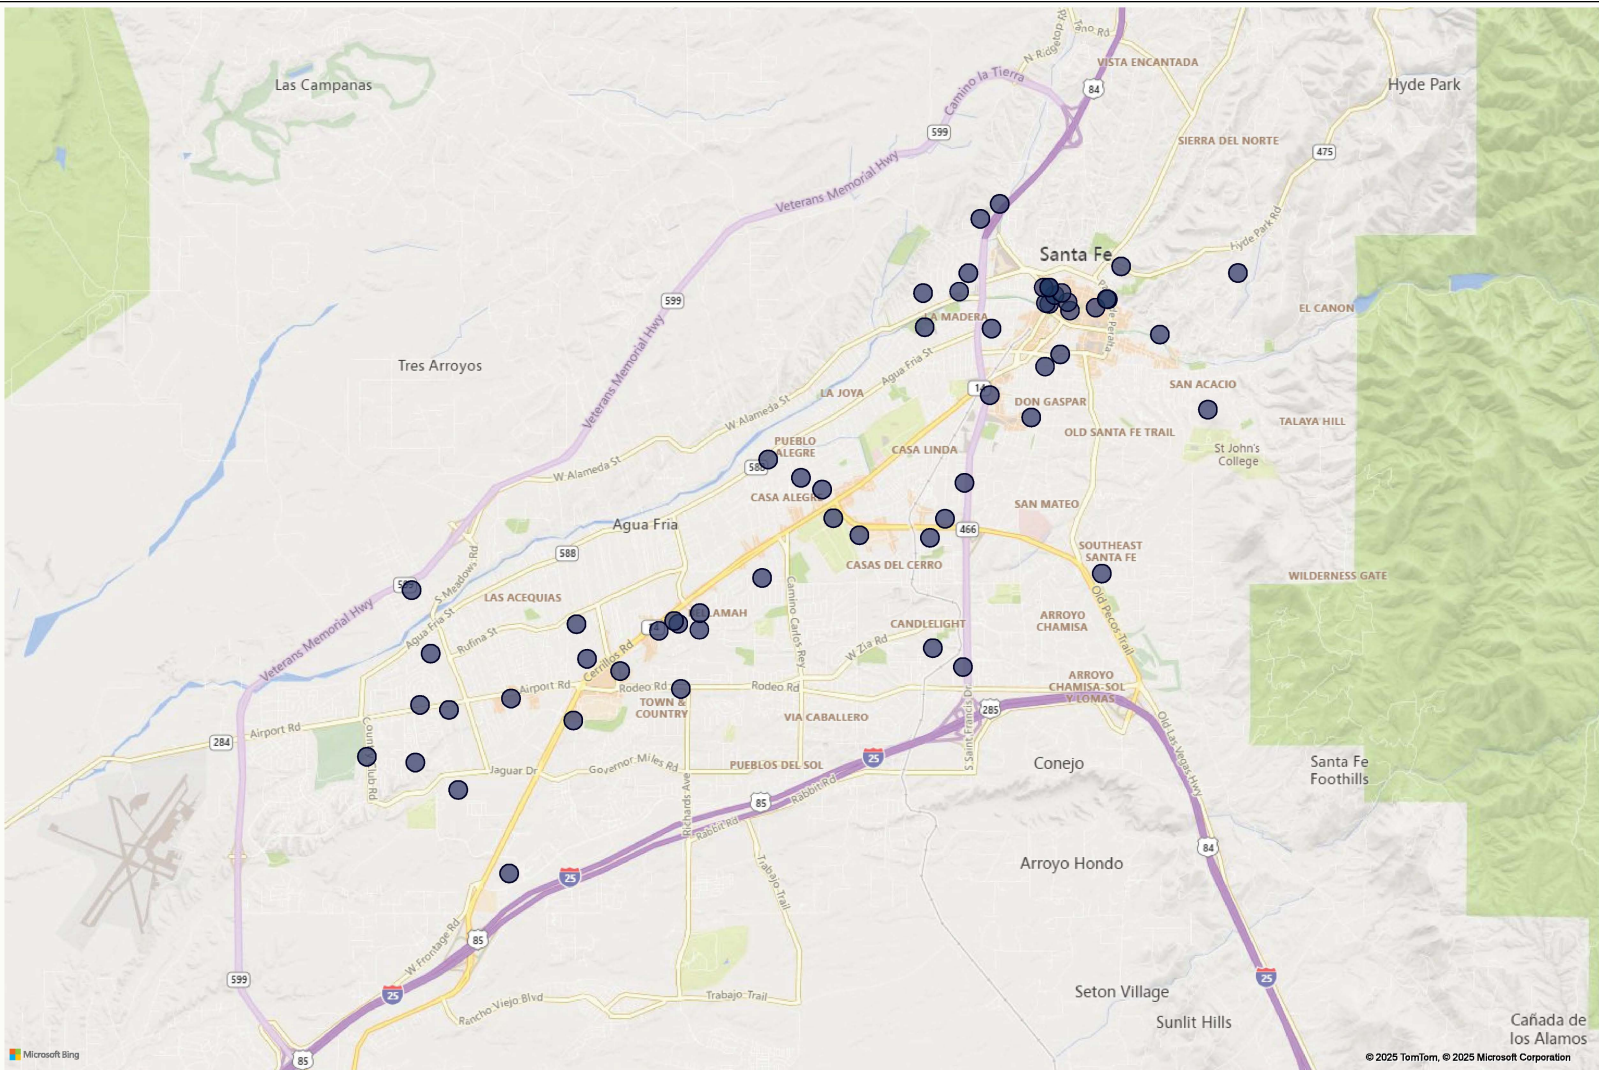 Tano Rd
N Ridgetop Rd
VISTA ENCANTADA
Las Campanas
Camino la Tierra
84
Hyde Park
599
SIERRA DEL NORTE
475
Veterans Memorial Hwy
Hyde Park Rd
Santa Fe
599
EL CANON
LA MADERA
Veterans Memorial Hwy
Agua Fria St
Tres Arroyos
SAN ACACIO
LA JOYA
14
W Alameda St
DON GASPAR
TALAYA HILL
OLD SANTA FE TRAIL
PUEBLO
ALEGRE
CASA LINDA
St John's
College
W Alameda St
CASA ALEGRE
SAN MATEO
Agua Fria
466
588
SOUTHEAST
SANTA FE
CASAS DEL CERRO
S Meadows Rd
WILDERNESS GATE
LAS ACEQUIAS
Veterans Memorial Hwy
Agua Fria St
Camino Carlos Rey
Old Pecos Trail
ARROYO
CHAMISA
CANDLELIGHT
Rufina St
W Zia Rd
Cerrillos Rd
Airport Rd
Rodeo Rd
Rodeo Rd
ARROYO
CHAMISA-SOL
Y LOMAS
TOWN &
COUNTRY
VIA CABALLERO
285
S Saint Francis Dr
Old Las Vegas Hwy
Airport Rd
284
25
Jaguar Dr
Governor Miles Rd
PUEBLOS DEL SOL
Conejo
Santa Fe
Foothills
Rabbit Rd
85
Richards Ave
Rabbit Rd
84
Arroyo Hondo
Trabajo Trail
25
W Frontage Rd
85
599
25
25
Seton Village
Rancho Viejo Blvd
Trabajo Trail
Sunlit Hills
Cañada de
los Alamos
85
Microsoft Bing
© 2025 TomTom, © 2025 Microsoft Corporation